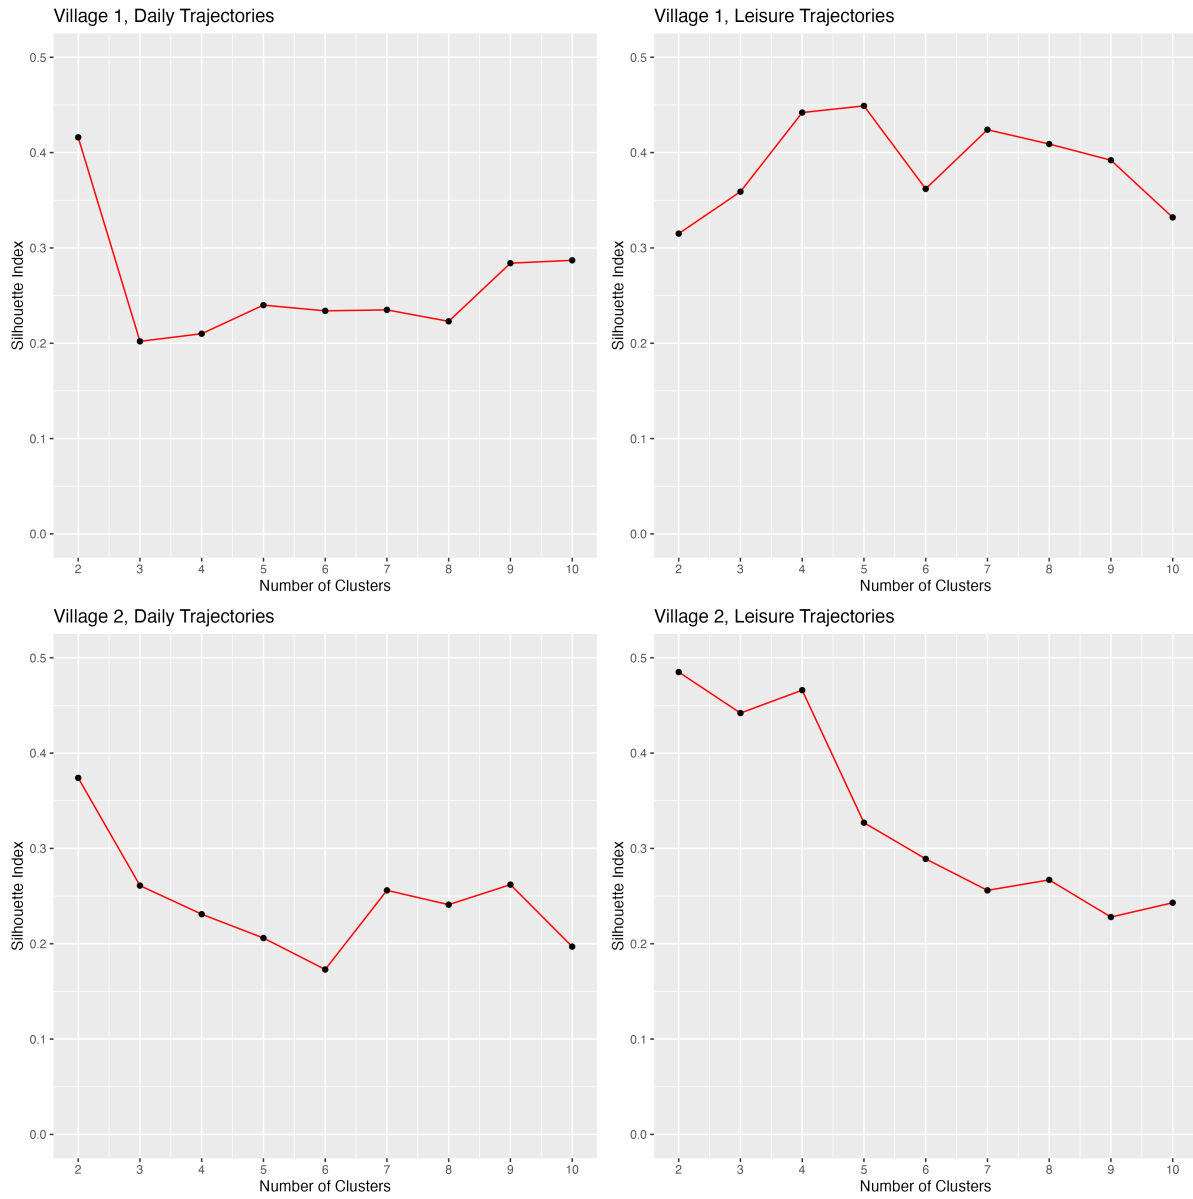 Village 1, Daily Trajectories
Silhouette Index
0.5
0.4
0.3
0.2
0.1
0.0
2 3 4 5 6 7 8 9 10
Number of Clusters
Village 1, Leisure Trajectories
Silhouette Index
0.5
0.4
0.3
0.2
0.1
0.0
2 3 4 5 6 7 8 9 10
Number of Clusters
Village 2, Daily Trajectories
Silhouette Index
0.5
0.4
0.3
0.2
0.1
0.0
2 3 4 5 6 7 8 9 10
Number of Clusters
Village 2, Leisure Trajectories
Silhouette Index
0.5
0.4
0.3
0.2
0.1
0.0
2 3 4 5 6 7 8 9 10
Number of Clusters